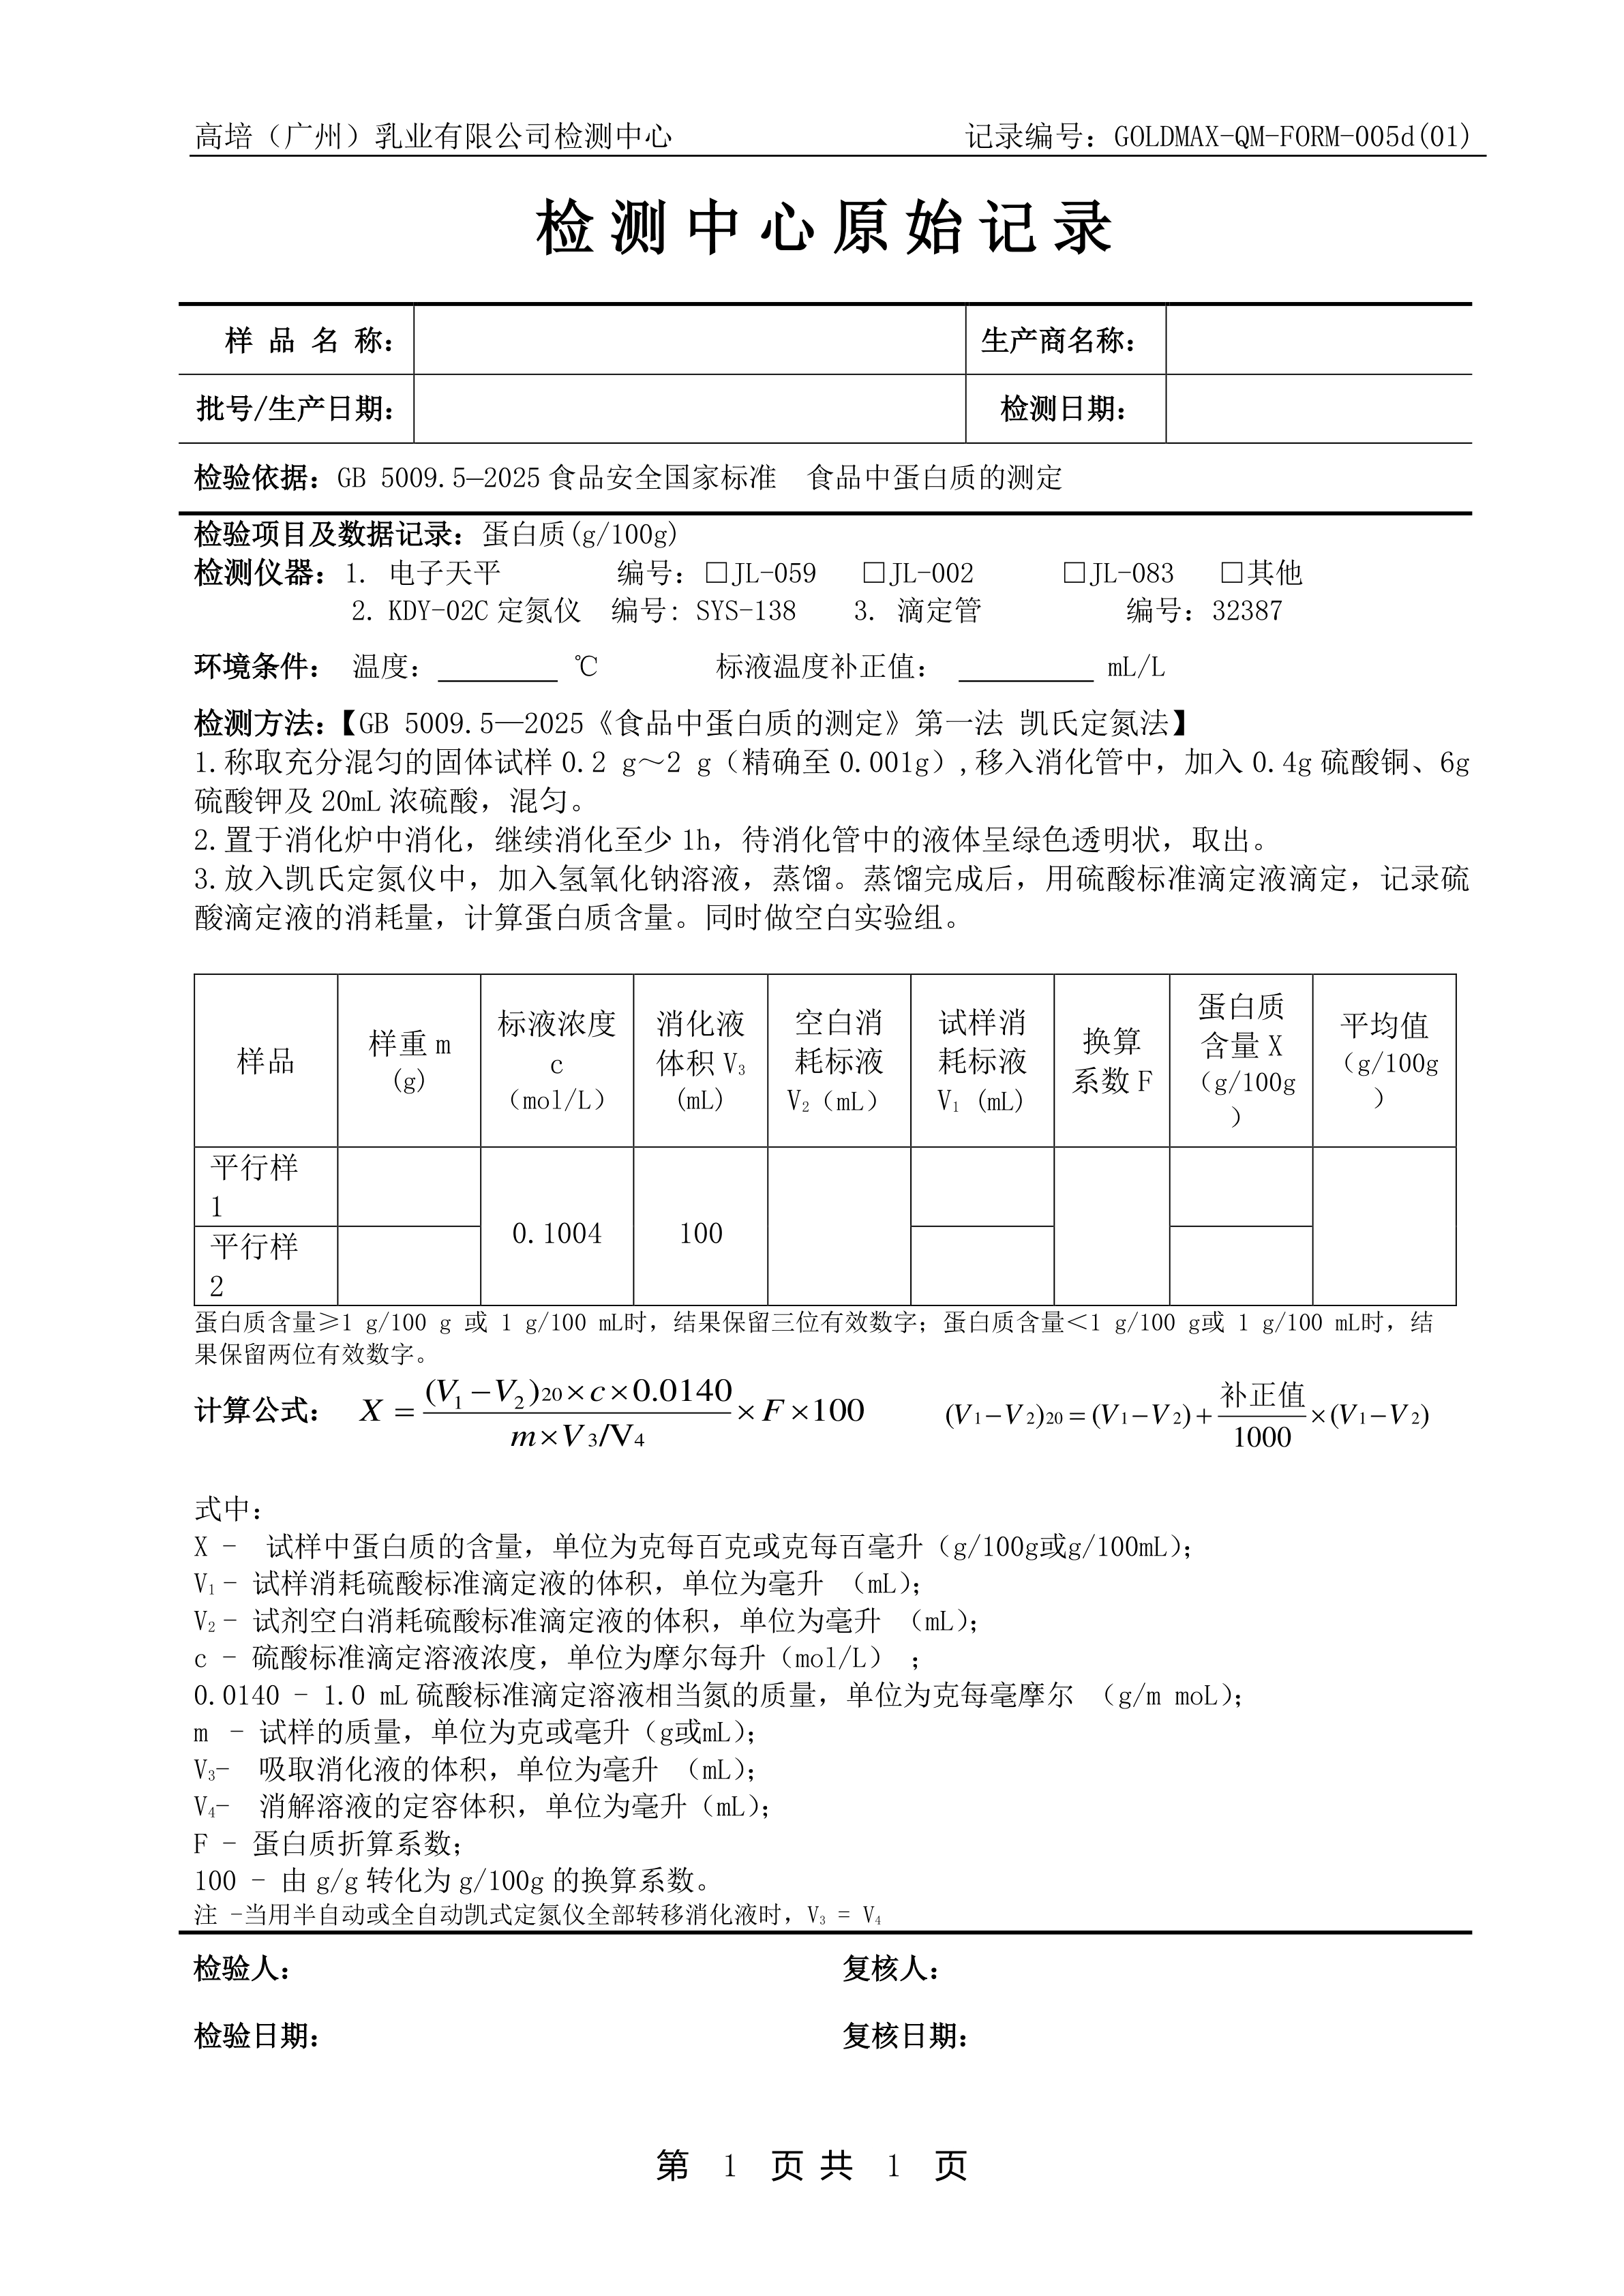 高培（广州）乳业有限公司检测中心 记录编号：GOLDMAX-QM-FORM-005d(01)
检测中心原始记录
样 品 名 称： 生产商名称：
批号/生产日期： 检测日期：
检验依据：GB 5009.5—2025 食品安全国家标准 食品中蛋白质的测定
检验项目及数据记录：蛋白质(g/100g)
检测仪器：1. 电子天平 编号：□JL-059 □JL-002 □JL-083 □其他
2. KDY-02C 定氮仪 编号: SYS-138 3. 滴定管 编号：32387
环境条件： 温度：________ ℃ 标液温度补正值：_________ mL/L
检测方法：【GB 5009.5—2025《食品中蛋白质的测定》第一法 凯氏定氮法】
1.称取充分混匀的固体试样 0.2 g～2 g（精确至 0.001g）,移入消化管中，加入 0.4g 硫酸铜、6g
硫酸钾及 20mL 浓硫酸，混匀。
2.置于消化炉中消化，继续消化至少 1h，待消化管中的液体呈绿色透明状，取出。
3.放入凯氏定氮仪中，加入氢氧化钠溶液，蒸馏。蒸馏完成后，用硫酸标准滴定液滴定，记录硫
酸滴定液的消耗量，计算蛋白质含量。同时做空白实验组。
样品 样重 m (g) 标液浓度 c （mol/L） 消化液体积 V₃ (mL) 空白消耗标液 V₂（mL） 试样消耗标液 V₁ (mL) 换算系数 F 蛋白质含量 X （g/100g） 平均值 （g/100g）
平行样 1 0.1004 100
平行样 2
蛋白质含量≥1 g/100 g 或 1 g/100 mL时，结果保留三位有效数字；蛋白质含量＜1 g/100 g或 1 g/100 mL时，结
果保留两位有效数字。
计算公式： X = (V₁−V₂)20×c×0.0140 / m×V3/V4 ×F×100 (V1−V2)20 = (V1−V2) + 补正值/1000 ×(V1−V2)
式中：
X - 试样中蛋白质的含量，单位为克每百克或克每百毫升（g/100g或g/100mL）；
V₁ - 试样消耗硫酸标准滴定液的体积，单位为毫升 （mL）；
V₂ - 试剂空白消耗硫酸标准滴定液的体积，单位为毫升 （mL）；
c - 硫酸标准滴定溶液浓度，单位为摩尔每升（mol/L） ；
0.0140 - 1.0 mL 硫酸标准滴定溶液相当氮的质量，单位为克每毫摩尔 （g/m moL）；
m - 试样的质量，单位为克或毫升（g或mL）；
V₃- 吸取消化液的体积，单位为毫升 （mL）；
V₄- 消解溶液的定容体积，单位为毫升（mL）；
F - 蛋白质折算系数；
100 - 由 g/g 转化为 g/100g 的换算系数。
注 -当用半自动或全自动凯式定氮仪全部转移消化液时，V₃ = V₄
检验人： 复核人：
检验日期： 复核日期：
第 1 页 共 1 页